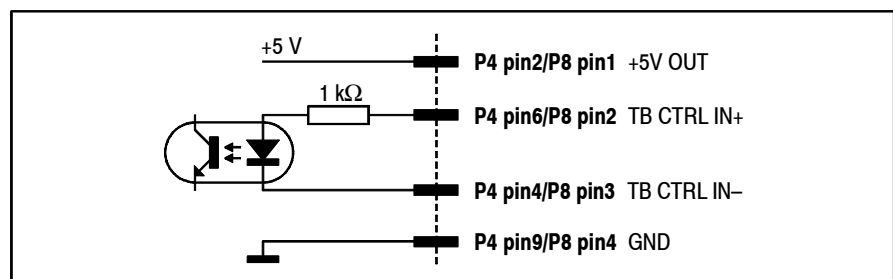 +5 V
P4 pin2/P8 pin1 +5V OUT
1 kΩ
P4 pin6/P8 pin2 TB CTRL IN+
P4 pin4/P8 pin3 TB CTRL IN–
P4 pin9/P8 pin4 GND